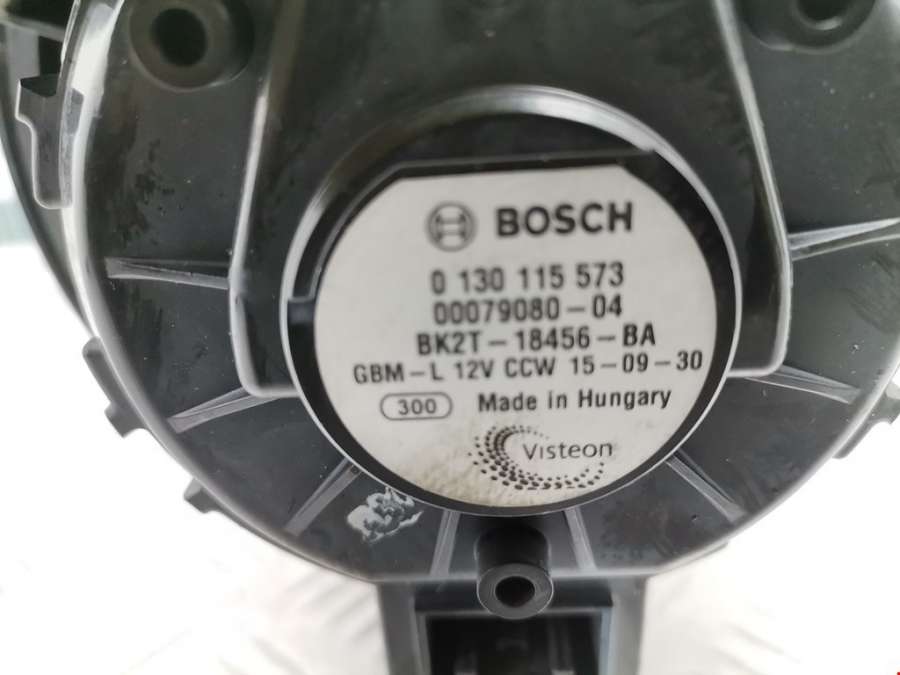 BOSCH
0 130 115 573
00079080-04
BK2T-18456-BA
GBM-L 12V CCW 15-09-30
300 Made in Hungary
Visteon